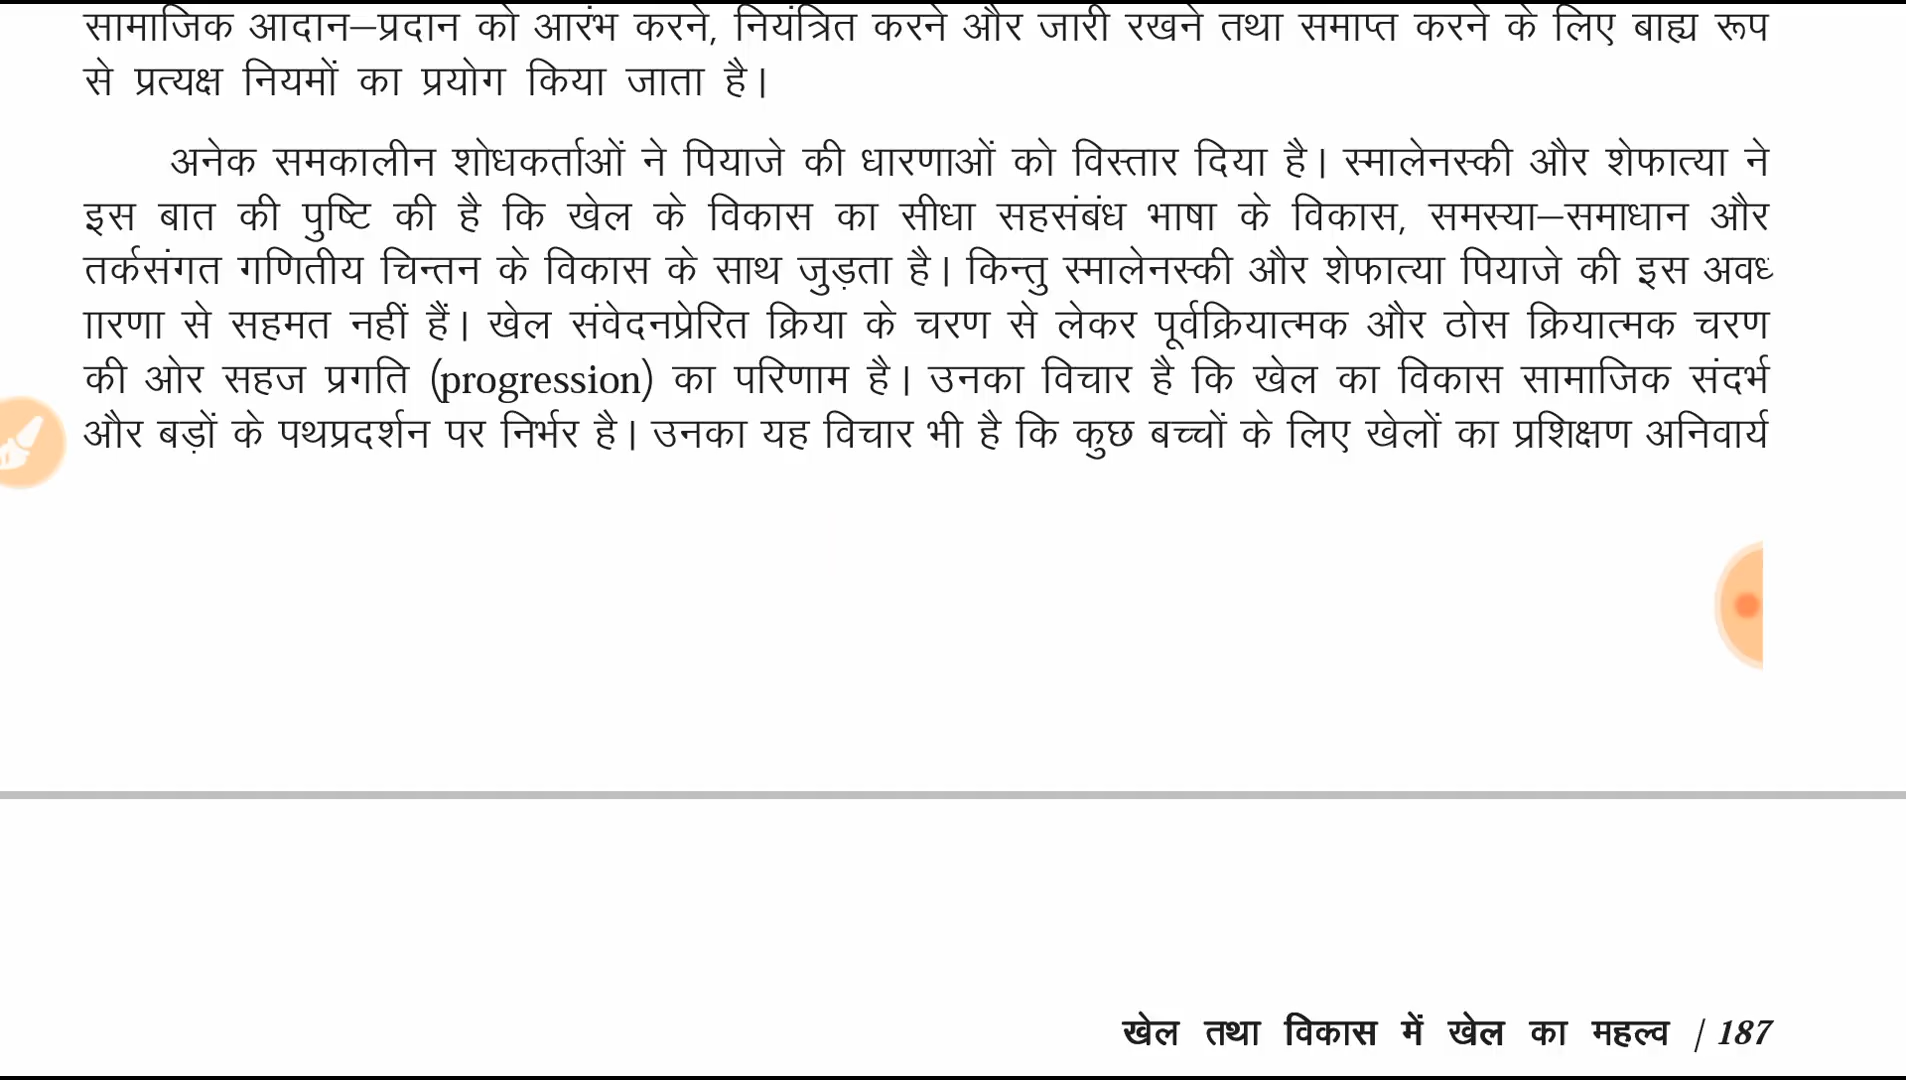 सामाजिक आदान–प्रदान को आरंभ करने, नियंत्रित करने और जारी रखने तथा समाप्त करने के लिए बाह्य रूप
से प्रत्यक्ष नियमों का प्रयोग किया जाता है।
अनेक समकालीन शोधकर्ताओं ने पियाजे की धारणाओं को विस्तार दिया है। स्मालेनस्की और शेफात्या ने
इस बात की पुष्टि की है कि खेल के विकास का सीधा सहसंबंध भाषा के विकास, समस्या–समाधान और
तर्कसंगत गणितीय चिन्तन के विकास के साथ जुड़ता है। किन्तु स्मालेनस्की और शेफात्या पियाजे की इस अवध
ारणा से सहमत नहीं हैं। खेल संवेदनप्रेरित क्रिया के चरण से लेकर पूर्वक्रियात्मक और ठोस क्रियात्मक चरण
की ओर सहज प्रगति (progression) का परिणाम है। उनका विचार है कि खेल का विकास सामाजिक संदर्भ
और बड़ों के पथप्रदर्शन पर निर्भर है। उनका यह विचार भी है कि कुछ बच्चों के लिए खेलों का प्रशिक्षण अनिवार्य
खेल तथा विकास में खेल का महत्व / 187